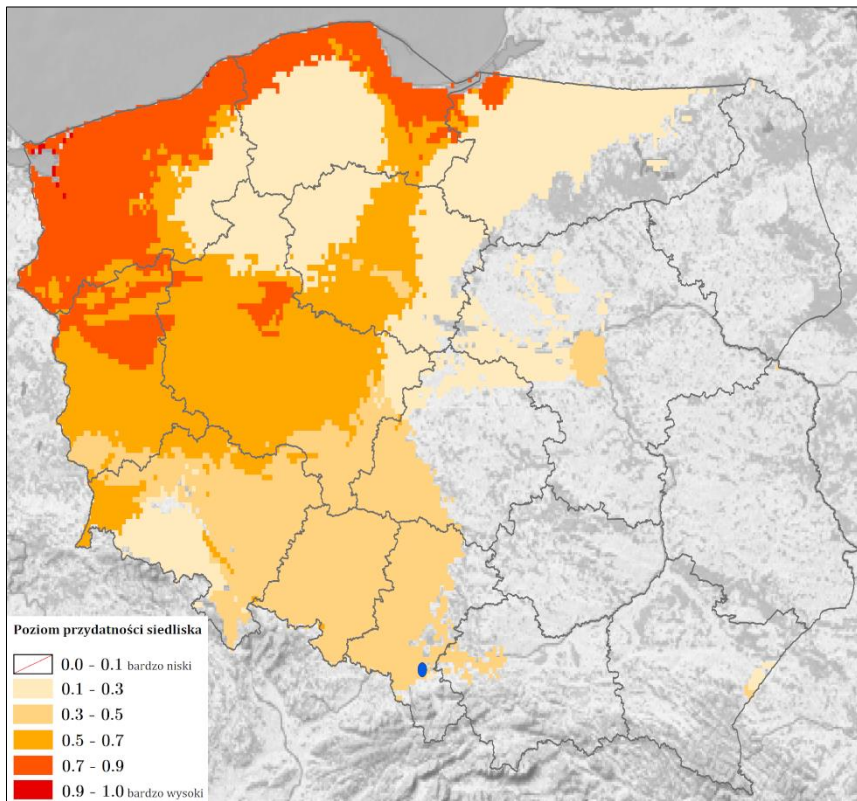 Poziom przydatności siedliska
0.0 - 0.1 bardzo niski
0.1 - 0.3
0.3 - 0.5
0.5 - 0.7
0.7 - 0.9
0.9 - 1.0 bardzo wysoki